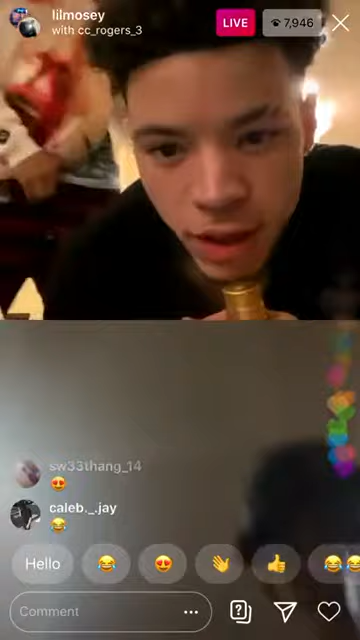 lilmosey
with cc_rogers_3
LIVE
7,946
sw33thang_14
😍
caleb._.jay
😂
Hello 😂 😍 👋 👍 😂😂
Comment